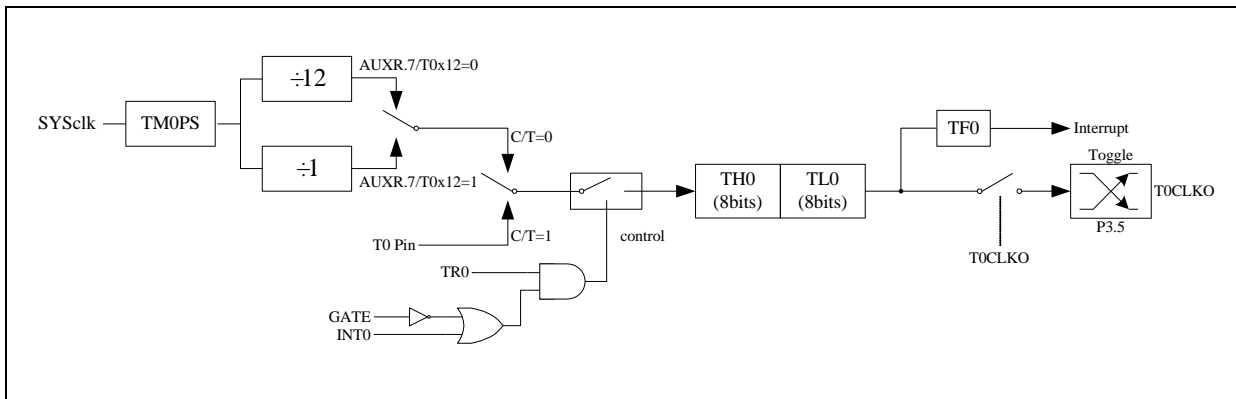 AUXR.7/T0x12=0
÷12
SYSclk
TM0PS
C/T=0
÷1
AUXR.7/T0x12=1
T0 Pin
C/T=1
control
TR0
GATE
INT0
TH0
(8bits)
TL0
(8bits)
TF0
Interrupt
Toggle
T0CLKO
P3.5
T0CLKO